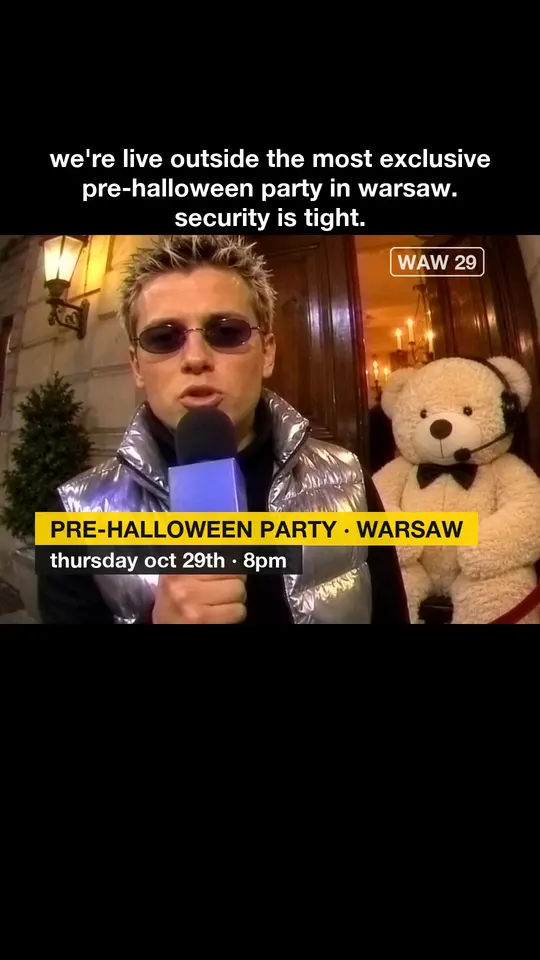 we're live outside the most exclusive
pre-halloween party in warsaw.
security is tight.
WAW 29
PRE-HALLOWEEN PARTY · WARSAW
thursday oct 29th · 8pm